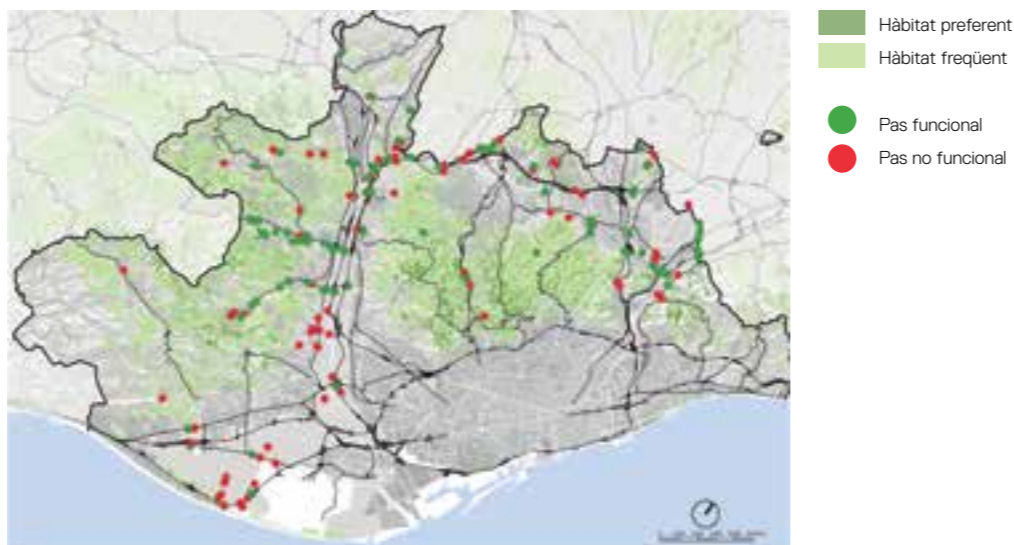 Hàbitat preferent
Hàbitat freqüent
Pas funcional
Pas no funcional